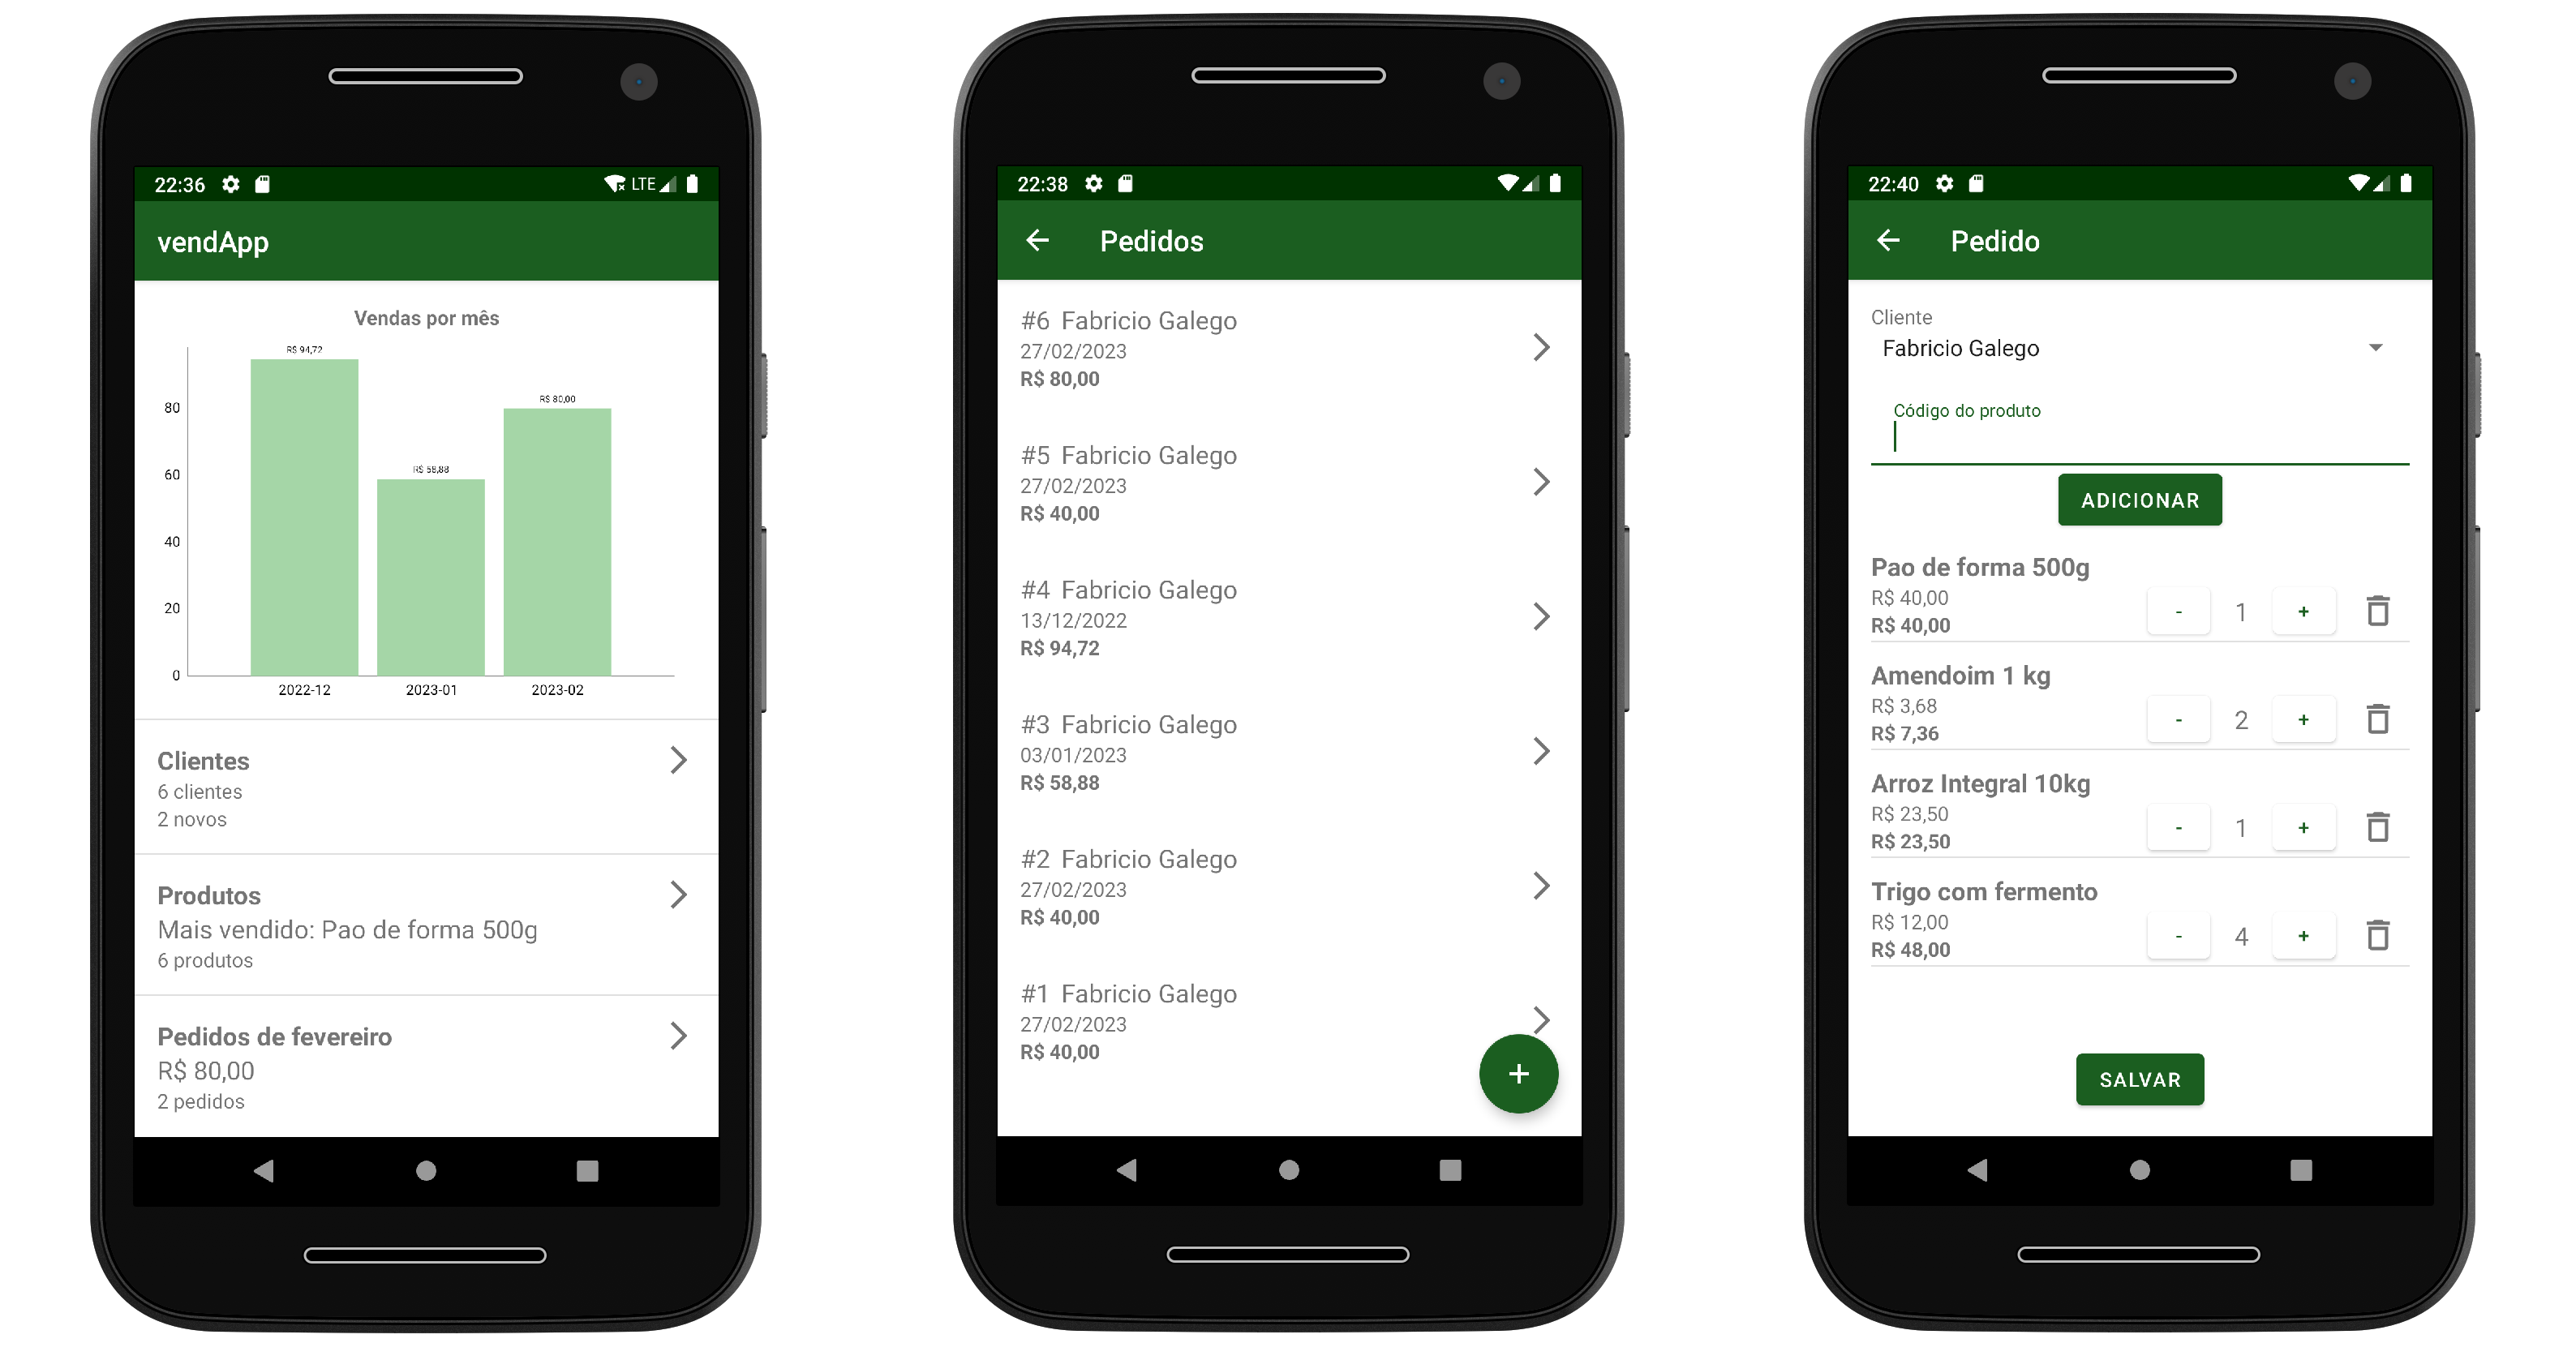 22:36 LTE
vendApp
Vendas por mês
R$ 94,72
R$ 80,00
R$ 58,88
80
60
40
20
0
2022-12 2023-01 2023-02
Clientes
6 clientes
2 novos
Produtos
Mais vendido: Pao de forma 500g
6 produtos
Pedidos de fevereiro
R$ 80,00
2 pedidos
22:38
Pedidos
#6 Fabricio Galego
27/02/2023
R$ 80,00
#5 Fabricio Galego
27/02/2023
R$ 40,00
#4 Fabricio Galego
13/12/2022
R$ 94,72
#3 Fabricio Galego
03/01/2023
R$ 58,88
#2 Fabricio Galego
27/02/2023
R$ 40,00
#1 Fabricio Galego
27/02/2023
R$ 40,00
+
22:40
Pedido
Cliente
Fabricio Galego
Código do produto
ADICIONAR
Pao de forma 500g
R$ 40,00
- 1 +
R$ 40,00
Amendoim 1 kg
R$ 3,68
- 2 +
R$ 7,36
Arroz Integral 10kg
R$ 23,50
- 1 +
R$ 23,50
Trigo com fermento
R$ 12,00
- 4 +
R$ 48,00
SALVAR